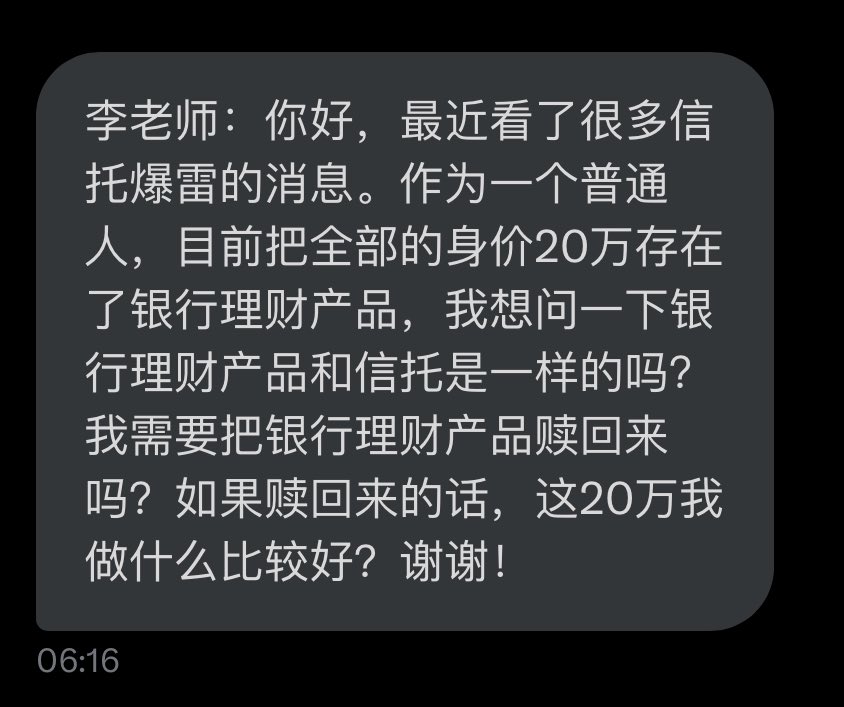 李老师：你好，最近看了很多信
托爆雷的消息。作为一个普通
人，目前把全部的身价20万存在
了银行理财产品，我想问一下银
行理财产品和信托是一样的吗？
我需要把银行理财产品赎回来
吗？如果赎回来的话，这20万我
做什么比较好？谢谢！
06:16